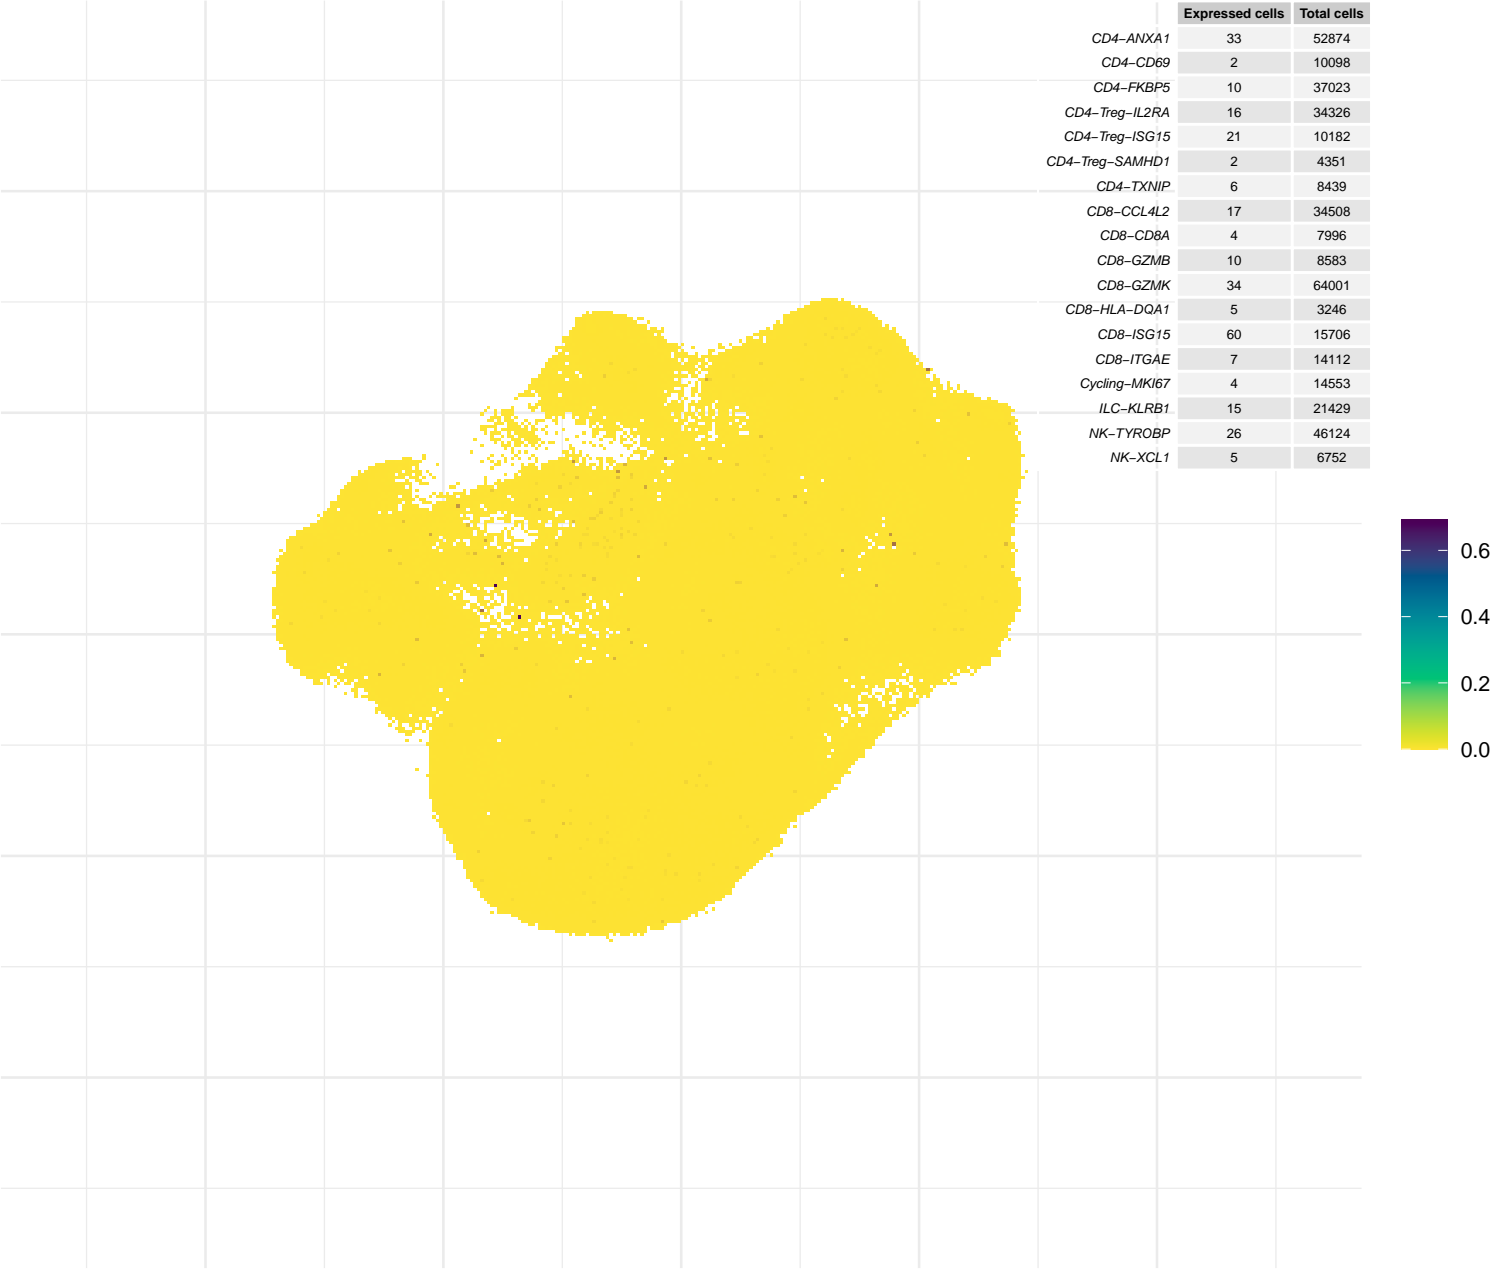 Expressed cells Total cells
CD4−ANXA1 33 52874
CD4−CD69 2 10098
CD4−FKBP5 10 37023
CD4−Treg−IL2RA 16 34326
CD4−Treg−ISG15 21 10182
CD4−Treg−SAMHD1 2 4351
CD4−TXNIP 6 8439
CD8−CCL4L2 17 34508
CD8−CD8A 4 7996
CD8−GZMB 10 8583
CD8−GZMK 34 64001
CD8−HLA−DQA1 5 3246
CD8−ISG15 60 15706
CD8−ITGAE 7 14112
Cycling−MKI67 4 14553
ILC−KLRB1 15 21429
NK−TYROBP 26 46124
NK−XCL1 5 6752
0.6
0.4
0.2
0.0